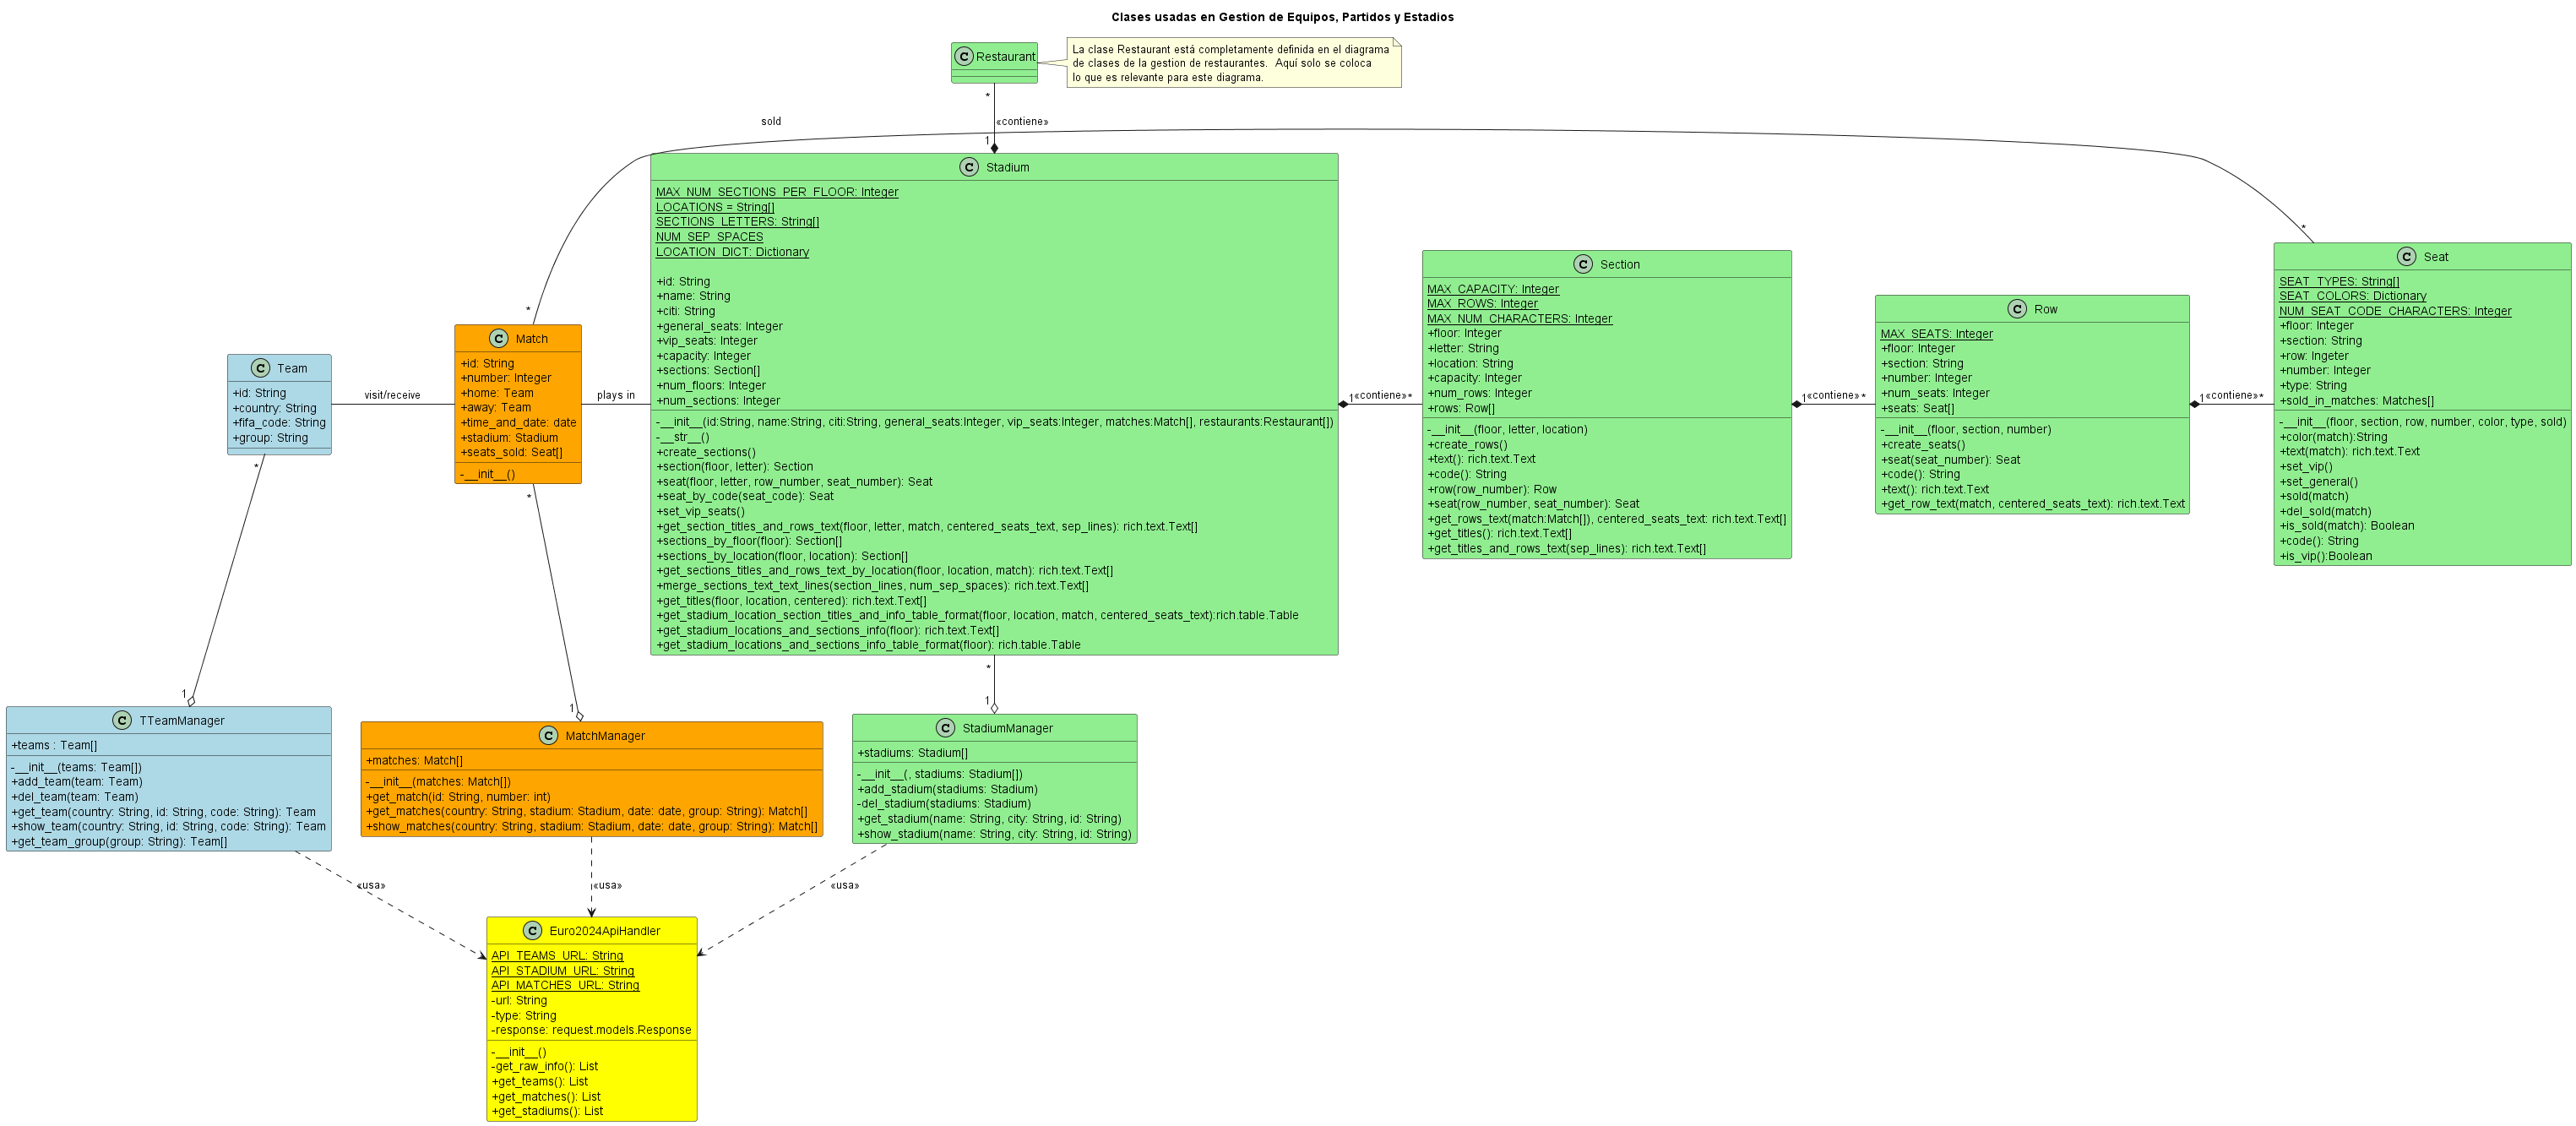 Clases usadas en Gestion de Equipos, Partidos y Estadios
C Restaurant
La clase Restaurant está completamente definida en el diagrama
de clases de la gestion de restaurantes.  Aquí solo se coloca
lo que es relevante para este diagrama.
*
«contiene»
1
sold
*
*
C Stadium
MAX_NUM_SECTIONS_PER_FLOOR: Integer
LOCATIONS = String[]
SECTIONS_LETTERS: String[]
NUM_SEP_SPACES
LOCATION_DICT: Dictionary
+id: String
+name: String
+citi: String
+general_seats: Integer
+vip_seats: Integer
+capacity: Integer
+sections: Section[]
+num_floors: Integer
+num_sections: Integer
-__init__(id:String, name:String, citi:String, general_seats:Integer, vip_seats:Integer, matches:Match[], restaurants:Restaurant[])
-__str__()
+create_sections()
+section(floor, letter): Section
+seat(floor, letter, row_number, seat_number): Seat
+seat_by_code(seat_code): Seat
+set_vip_seats()
+get_section_titles_and_rows_text(floor, letter, match, centered_seats_text, sep_lines): rich.text.Text[]
+sections_by_floor(floor): Section[]
+sections_by_location(floor, location): Section[]
+get_sections_titles_and_rows_text_by_location(floor, location, match): rich.text.Text[]
+merge_sections_text_text_lines(section_lines, num_sep_spaces): rich.text.Text[]
+get_titles(floor, location, centered): rich.text.Text[]
+get_stadium_location_section_titles_and_info_table_format(floor, location, match, centered_seats_text):rich.table.Table
+get_stadium_locations_and_sections_info(floor): rich.text.Text[]
+get_stadium_locations_and_sections_info_table_format(floor): rich.table.Table
1 «contiene» *
C Section
MAX_CAPACITY: Integer
MAX_ROWS: Integer
MAX_NUM_CHARACTERS: Integer
+floor: Integer
+letter: String
+location: String
+capacity: Integer
+num_rows: Integer
+rows: Row[]
-__init__(floor, letter, location)
+create_rows()
+text(): rich.text.Text
+code(): String
+row(row_number): Row
+seat(row_number, seat_number): Seat
+get_rows_text(match:Match[]), centered_seats_text: rich.text.Text[]
+get_titles(): rich.text.Text[]
+get_titles_and_rows_text(sep_lines): rich.text.Text[]
1 «contiene» *
C Row
MAX_SEATS: Integer
+floor: Integer
+section: String
+number: Integer
+num_seats: Integer
+seats: Seat[]
-__init__(floor, section, number)
+create_seats()
+seat(seat_number): Seat
+code(): String
+text(): rich.text.Text
+get_row_text(match, centered_seats_text): rich.text.Text
1 «contiene» *
C Seat
SEAT_TYPES: String[]
SEAT_COLORS: Dictionary
NUM_SEAT_CODE_CHARACTERS: Integer
+floor: Integer
+section: String
+row: Ingeter
+number: Integer
+type: String
+sold_in_matches: Matches[]
-__init__(floor, section, row, number, color, type, sold)
+color(match):String
+text(match): rich.text.Text
+set_vip()
+set_general()
+sold(match)
+del_sold(match)
+is_sold(match): Boolean
+code(): String
+is_vip():Boolean
C Team
+id: String
+country: String
+fifa_code: String
+group: String
visit/receive
C Match
+id: String
+number: Integer
+home: Team
+away: Team
+time_and_date: date
+stadium: Stadium
+seats_sold: Seat[]
-__init__()
plays in
*
1
*
1
*
1
C TTeamManager
+teams : Team[]
-__init__(teams: Team[])
+add_team(team: Team)
+del_team(team: Team)
+get_team(country: String, id: String, code: String): Team
+show_team(country: String, id: String, code: String): Team
+get_team_group(group: String): Team[]
C MatchManager
+matches: Match[]
-__init__(matches: Match[])
+get_match(id: String, number: int)
+get_matches(country: String, stadium: Stadium, date: date, group: String): Match[]
+show_matches(country: String, stadium: Stadium, date: date, group: String): Match[]
C StadiumManager
+stadiums: Stadium[]
-__init__(, stadiums: Stadium[])
+add_stadium(stadiums: Stadium)
-del_stadium(stadiums: Stadium)
+get_stadium(name: String, city: String, id: String)
+show_stadium(name: String, city: String, id: String)
«usa»
«usa»
«usa»
C Euro2024ApiHandler
API_TEAMS_URL: String
API_STADIUM_URL: String
API_MATCHES_URL: String
-url: String
-type: String
-response: request.models.Response
-__init__()
-get_raw_info(): List
+get_teams(): List
+get_matches(): List
+get_stadiums(): List